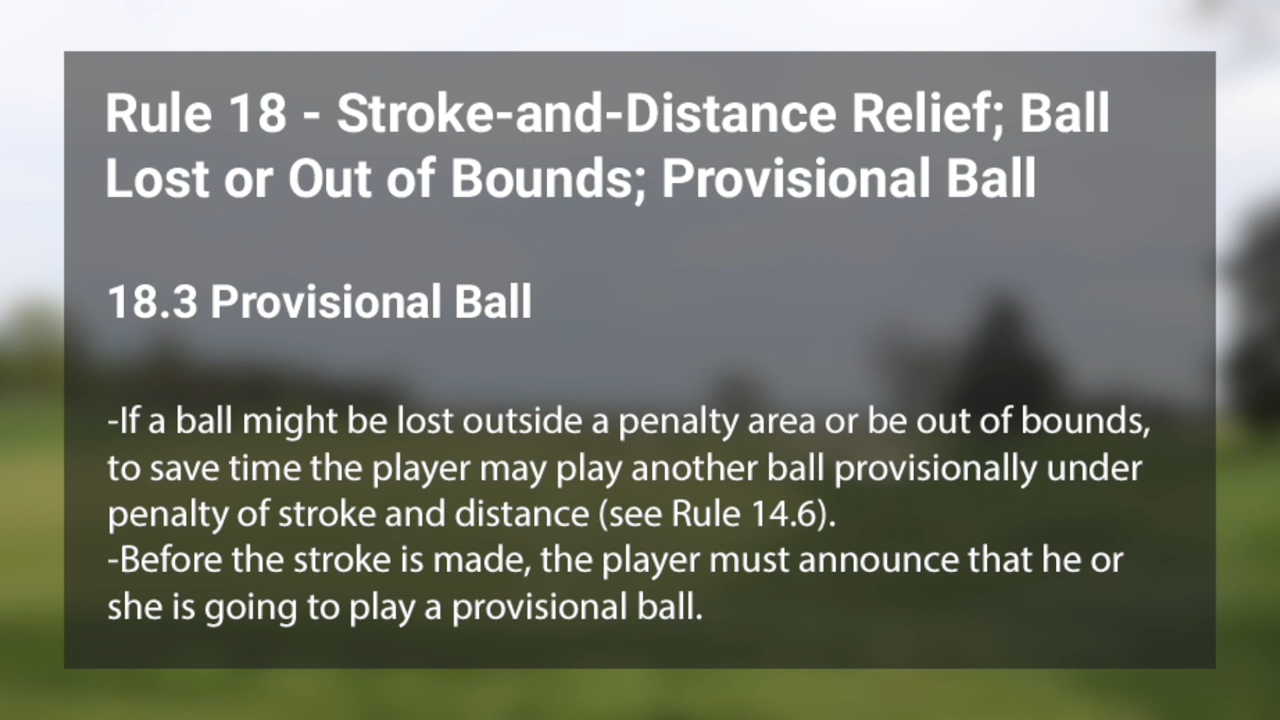 Rule 18 - Stroke-and-Distance Relief; Ball
Lost or Out of Bounds; Provisional Ball
18.3 Provisional Ball
-If a ball might be lost outside a penalty area or be out of bounds,
to save time the player may play another ball provisionally under
penalty of stroke and distance (see Rule 14.6).
-Before the stroke is made, the player must announce that he or
she is going to play a provisional ball.